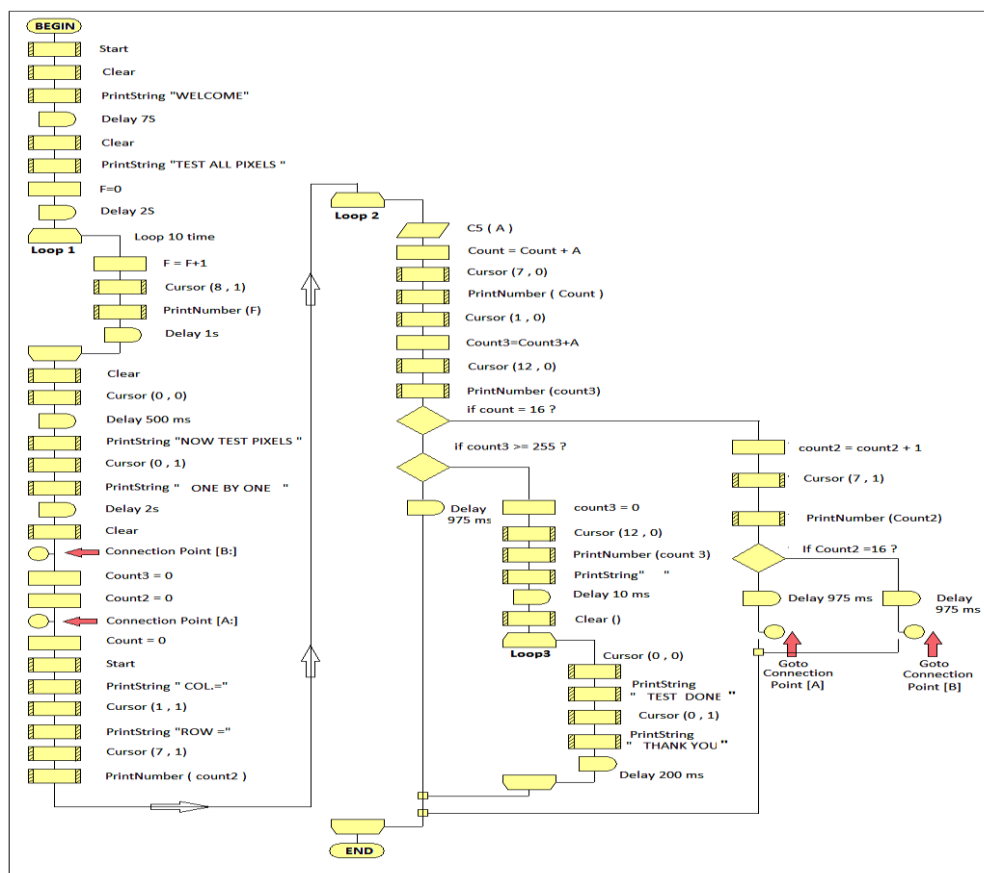 BEGIN
Start
Clear
PrintString "WELCOME"
Delay 7S
Clear
PrintString "TEST ALL PIXELS "
F=0
Delay 2S
Loop 1
Loop 10 time
F = F+1
Cursor (8 , 1)
PrintNumber (F)
Delay 1s
Clear
Cursor (0 , 0)
Delay 500 ms
PrintString "NOW TEST PIXELS "
Cursor (0 , 1)
PrintString " ONE BY ONE "
Delay 2s
Clear
Connection Point [B:]
Count3 = 0
Count2 = 0
Connection Point [A:]
Count = 0
Start
PrintString " COL.="
Cursor (1 , 1)
PrintString "ROW ="
Cursor (7 , 1)
PrintNumber ( count2 )
Loop 2
C5 ( A )
Count = Count + A
Cursor (7 , 0)
PrintNumber ( Count )
Cursor (1 , 0)
Count3=Count3+A
Cursor (12 , 0)
PrintNumber (count3)
if count = 16 ?
if count3 >= 255 ?
Delay
975 ms
count3 = 0
Cursor (12 , 0)
PrintNumber (count 3)
PrintString" "
Delay 10 ms
Clear ()
Loop3
Cursor (0 , 0)
PrintString
" TEST DONE "
Cursor (0 , 1)
PrintString
" THANK YOU "
Delay 200 ms
count2 = count2 + 1
Cursor (7 , 1)
PrintNumber (Count2)
If Count2 =16 ?
Delay 975 ms
Goto
Connection
Point [A]
Delay
975 ms
Goto
Connection
Point [B]
END